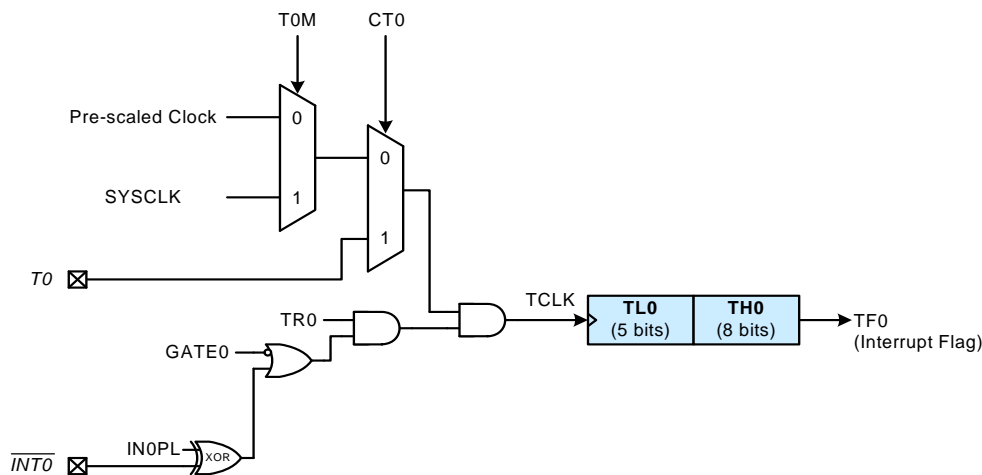 T0M CT0
Pre-scaled Clock 0
0
SYSCLK 1
1
T0
TCLK TL0 TH0
TR0 (5 bits) (8 bits) TF0
(Interrupt Flag)
GATE0
IN0PL XOR
INT0